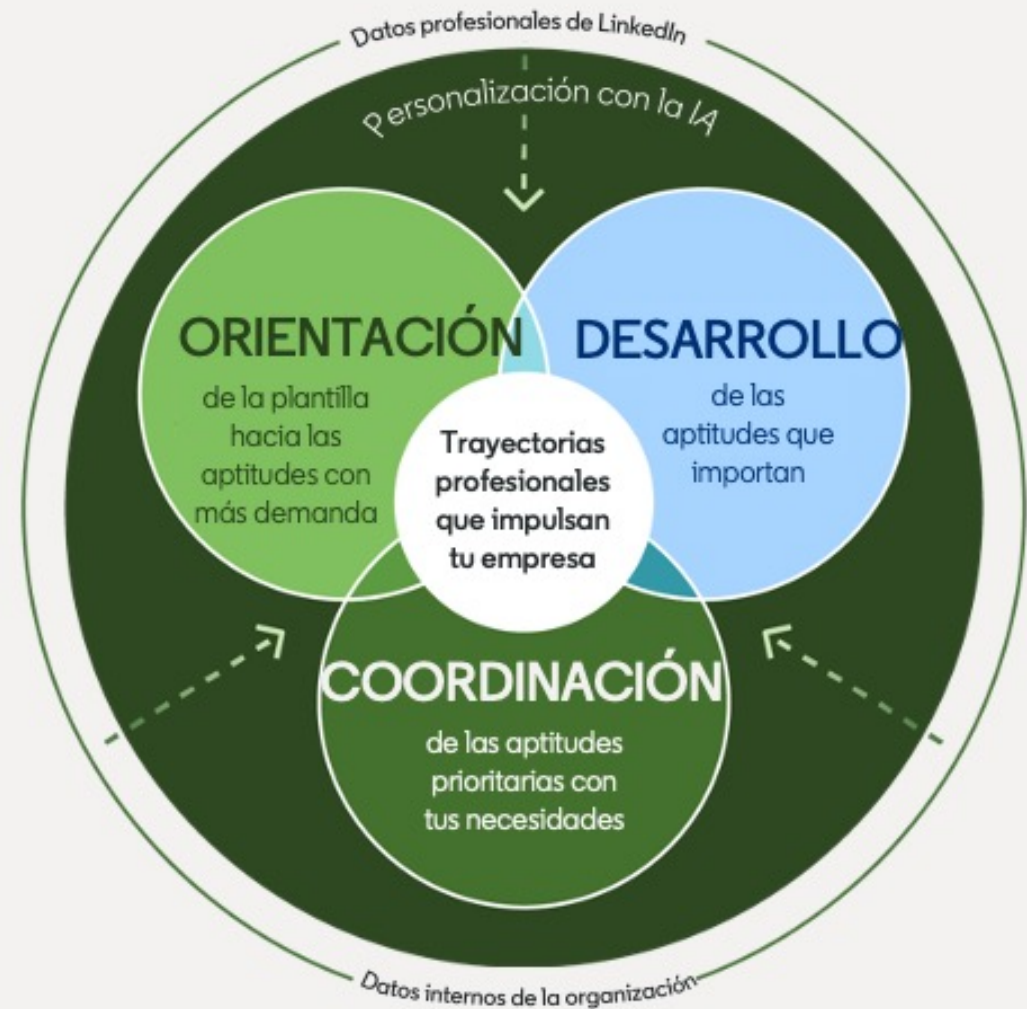 Datos profesionales de LinkedIn
Personalización con la IA
ORIENTACIÓN
de la plantilla
hacia las
aptitudes con
más demanda
DESARROLLO
de las
aptitudes que
importan
Trayectorias
profesionales
que impulsan
tu empresa
COORDINACIÓN
de las aptitudes
prioritarias con
tus necesidades
Datos internos de la organización